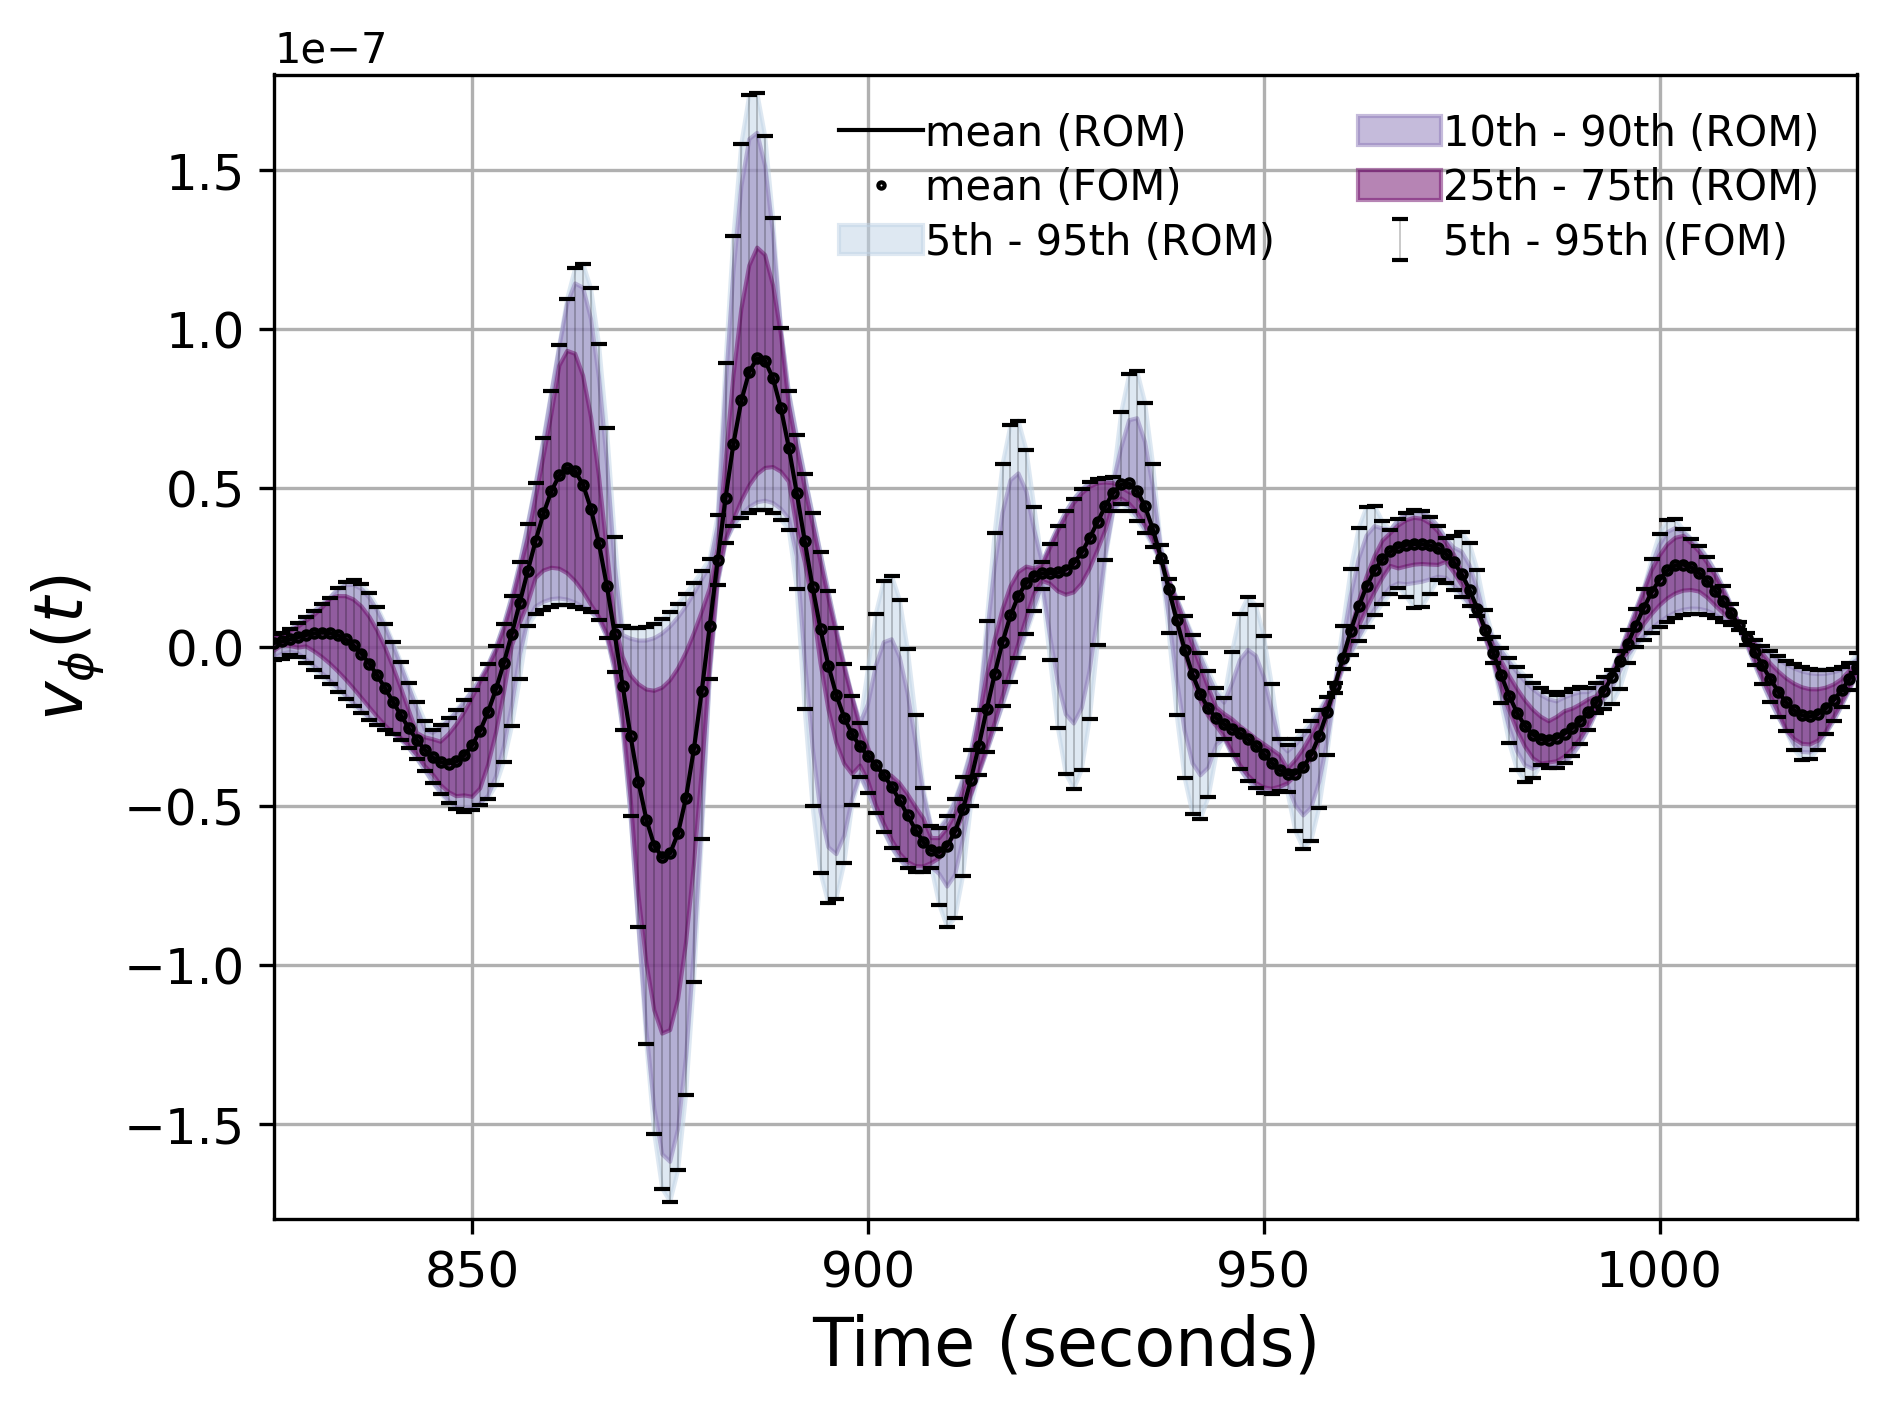 1e−7
mean (ROM)
mean (FOM)
5th - 95th (ROM)
10th - 90th (ROM)
25th - 75th (ROM)
5th - 95th (FOM)
1.5
1.0
0.5
0.0
−0.5
−1.0
−1.5
v_ϕ(t)
850 900 950 1000
Time (seconds)